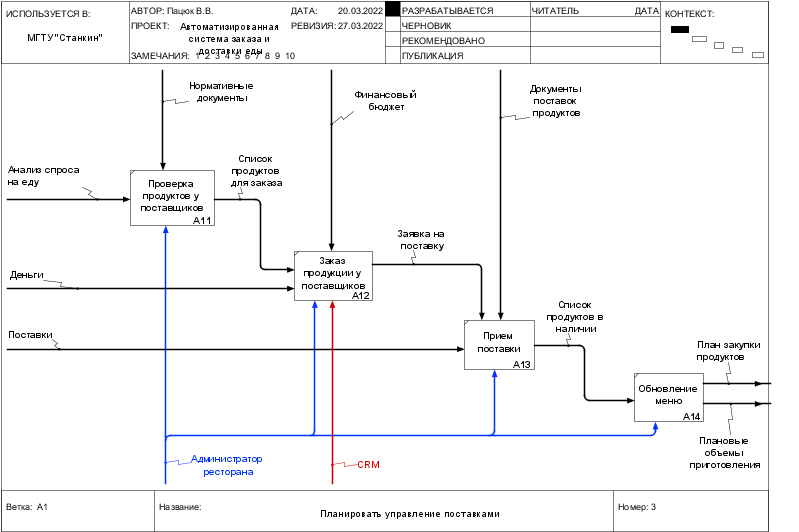 ИСПОЛЬЗУЕТСЯ В:
МГТУ"Станкин"
АВТОР: Пацюк В.В.
ДАТА: 20.03.2022
ПРОЕКТ: Автоматизированная
система заказа и
доставки еды
РЕВИЗИЯ: 27.03.2022
ЗАМЕЧАНИЯ: 1 2 3 4 5 6 7 8 9 10
РАЗРАБАТЫВАЕТСЯ
ЧЕРНОВИК
РЕКОМЕНДОВАНО
ПУБЛИКАЦИЯ
ЧИТАТЕЛЬ
ДАТА
КОНТЕКСТ:
Нормативные
документы
Финансовый
бюджет
Документы
поставок
продуктов
Анализ спроса
на еду
Проверка
продуктов у
поставщиков
A11
Список
продуктов
для заказа
Заявка на
поставку
Деньги
Заказ
продукции у
поставщиков
A12
Поставки
Список
продуктов в
наличии
Прием
поставки
A13
План закупки
продуктов
Обновление
меню
A14
Плановые
объемы
приготовления
Администратор
ресторана
CRM
Ветка: A1
Название:
Планировать управление поставками
Номер: 3